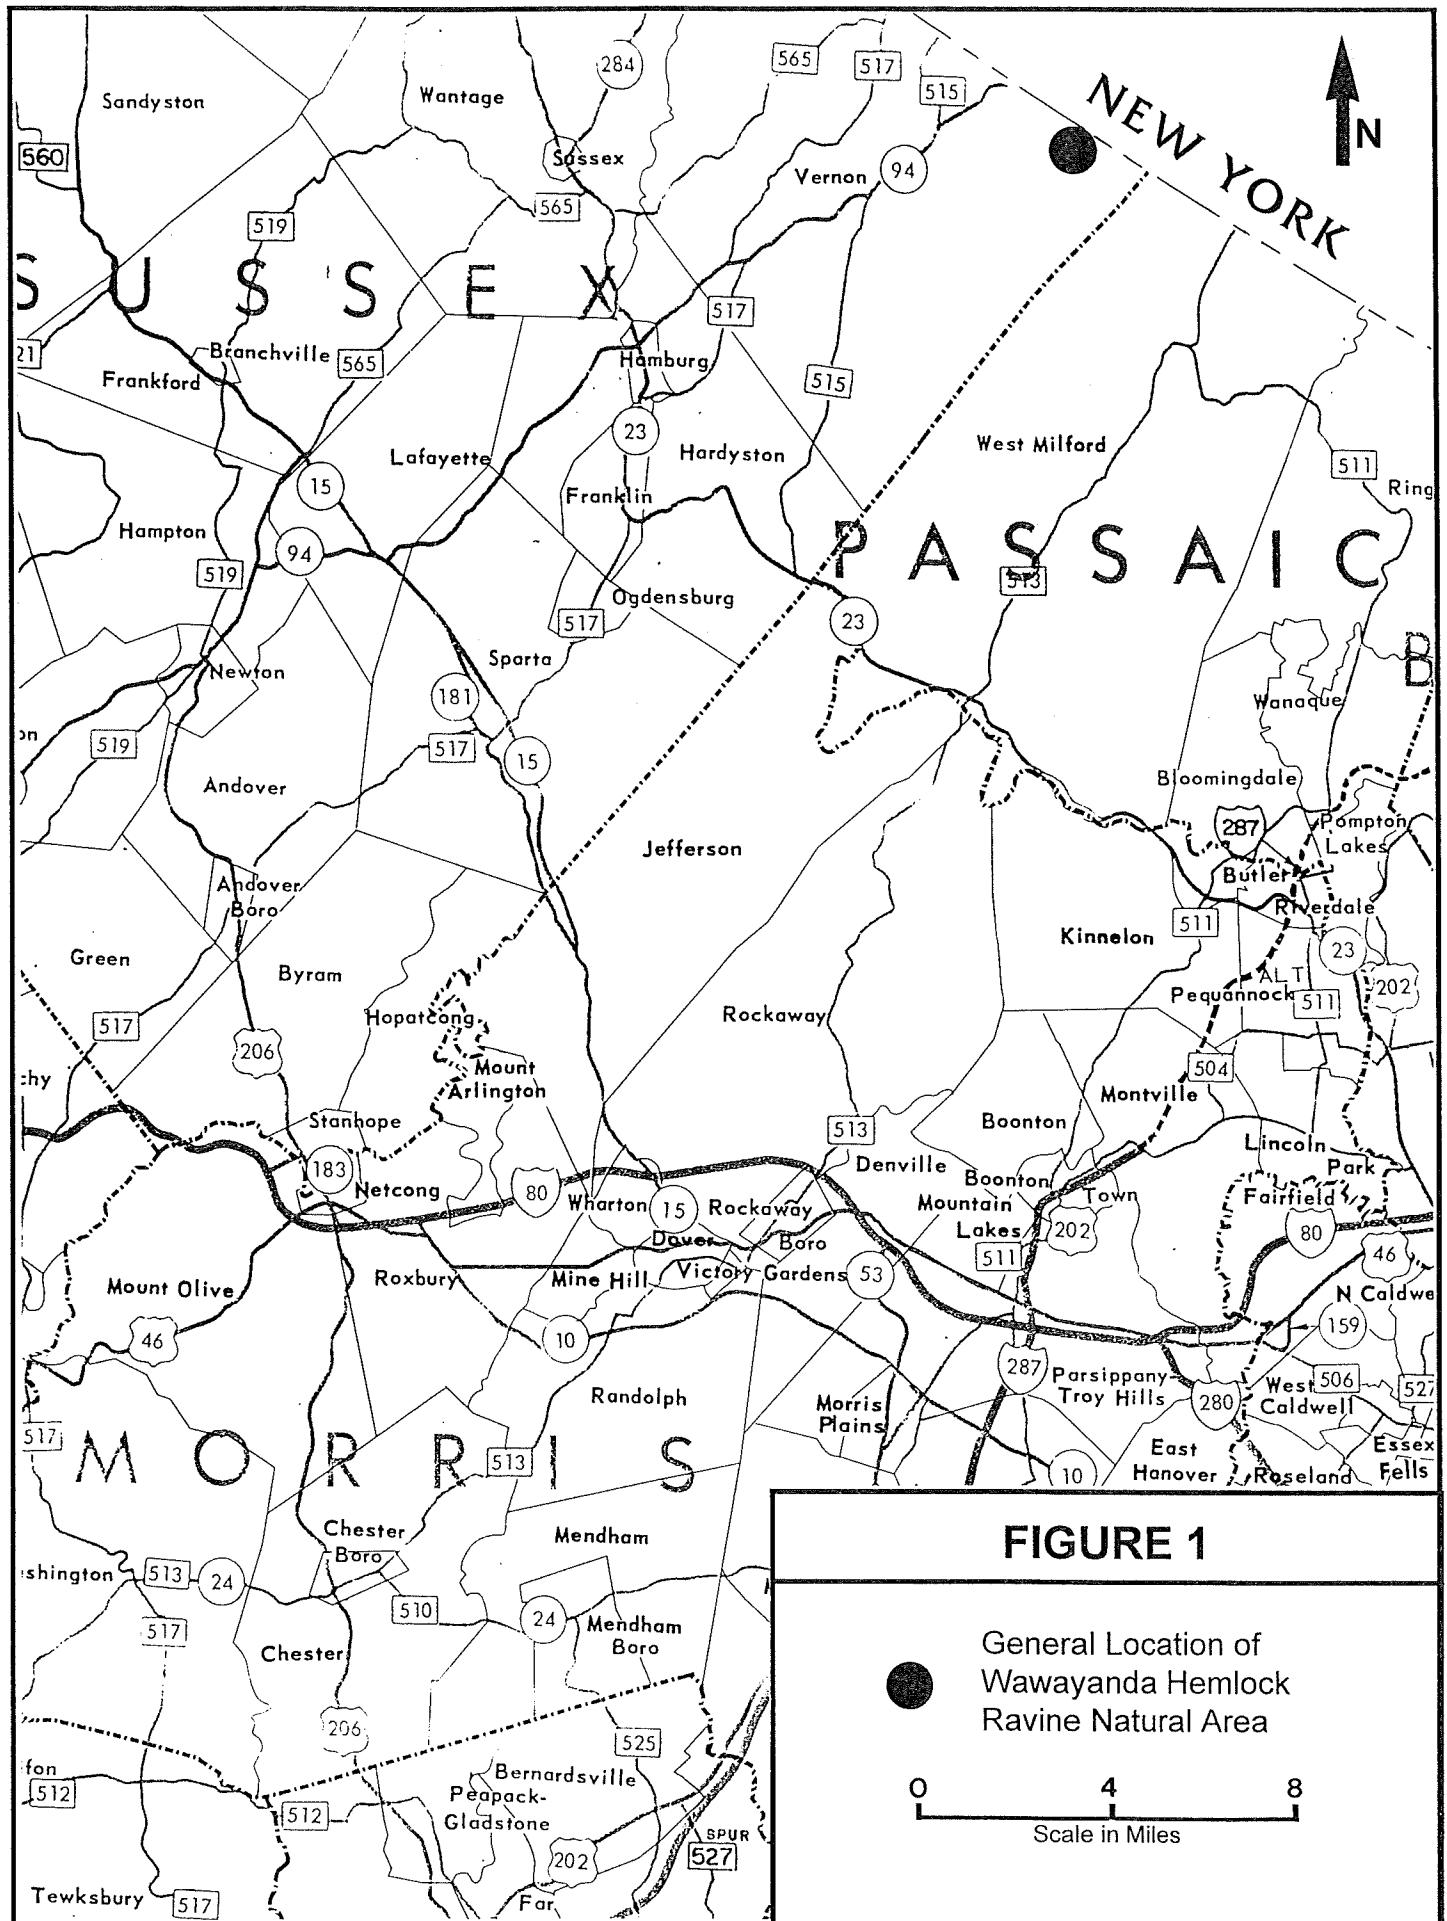 284
565
517
515
NEW YORK
N
Sandyston
Wantage
560
Sussex
Vernon
94
519
565
SUSSEX
517
21
Branchville
565
Hamburg
Frankford
515
23
West Milford
Lafayette
Hardyston
511
Ring
15
Franklin
Hampton
94
PASSAIC
519
513
Ogdensburg
517
23
Sparta
Newton
181
Wanaque
on
519
517
15
Bloomingdale
Andover
287
Pompton
Lakes
Jefferson
Butler
Andover
Boro
Riverdale
511
Kinnelon
23
Green
Byram
ALT
202
Pequannock
511
Hopatcong
Rockaway
517
206
504
Mount
Arlington
chy
Montville
Stanhope
513
Boonton
Lincoln
Park
183
Denville
Netcong
80
Boonton
Town
Fairfield
Wharton
15
Rockaway
Boro
Mountain
Lakes
202
80
Dover
511
46
Mount Olive
Roxbury
Mine Hill
Victory Gardens
53
N Caldwe
46
10
159
287
Parsippany-
Troy Hills
280
West
Caldwell
506
527
Randolph
Morris
Plains
517
MORRIS
513
10
East
Hanover
Roseland
Essex
Fells
Chester
Boro
Mendham
shington
513
24
510
24
Mendham
Boro
517
Chester
206
525
fon
512
Bernardsville
Peapack-
Gladstone
512
202
SPUR
527
Tewksbury
517
Far
FIGURE 1
General Location of
Wawayanda Hemlock
Ravine Natural Area
0 4 8
Scale in Miles